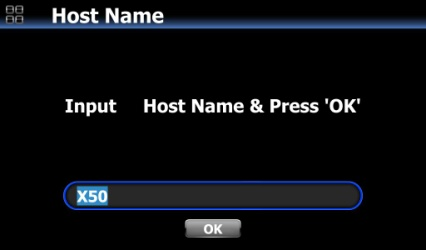 Host Name
Input Host Name & Press 'OK'
X50
OK